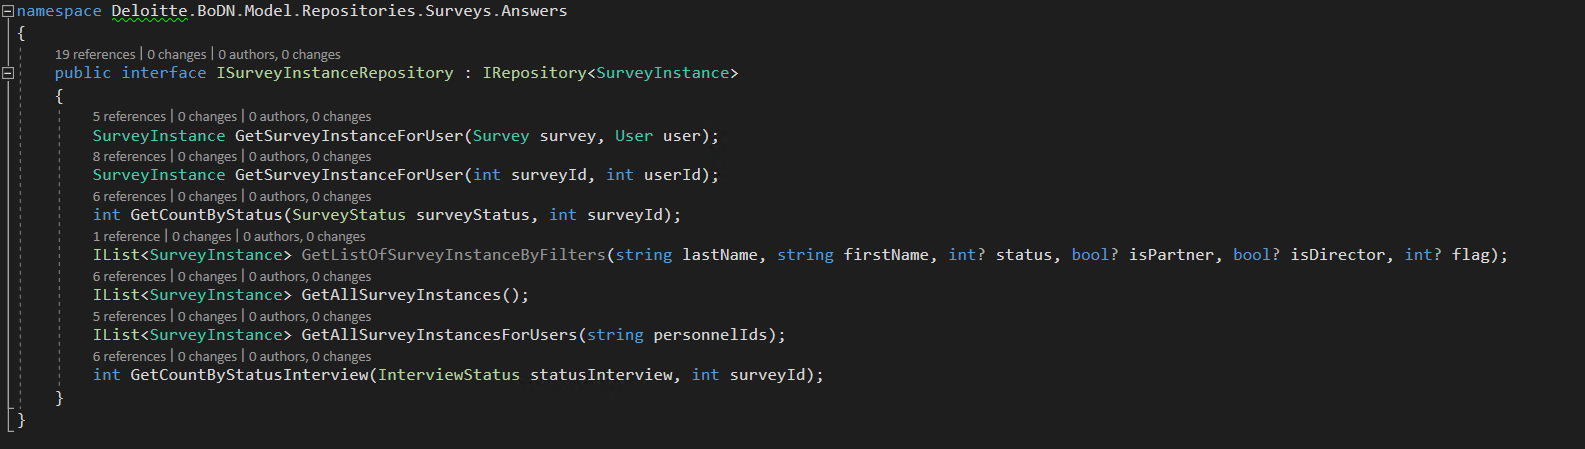 namespace Deloitte.BoDN.Model.Repositories.Surveys.Answers
{
19 references | 0 changes | 0 authors, 0 changes
public interface ISurveyInstanceRepository : IRepository<SurveyInstance>
{
5 references | 0 changes | 0 authors, 0 changes
SurveyInstance GetSurveyInstanceForUser(Survey survey, User user);
8 references | 0 changes | 0 authors, 0 changes
SurveyInstance GetSurveyInstanceForUser(int surveyId, int userId);
6 references | 0 changes | 0 authors, 0 changes
int GetCountByStatus(SurveyStatus surveyStatus, int surveyId);
1 reference | 0 changes | 0 authors, 0 changes
IList<SurveyInstance> GetListOfSurveyInstanceByFilters(string lastName, string firstName, int? status, bool? isPartner, bool? isDirector, int? flag);
6 references | 0 changes | 0 authors, 0 changes
IList<SurveyInstance> GetAllSurveyInstances();
5 references | 0 changes | 0 authors, 0 changes
IList<SurveyInstance> GetAllSurveyInstancesForUsers(string personnelIds);
6 references | 0 changes | 0 authors, 0 changes
int GetCountByStatusInterview(InterviewStatus statusInterview, int surveyId);
}
}